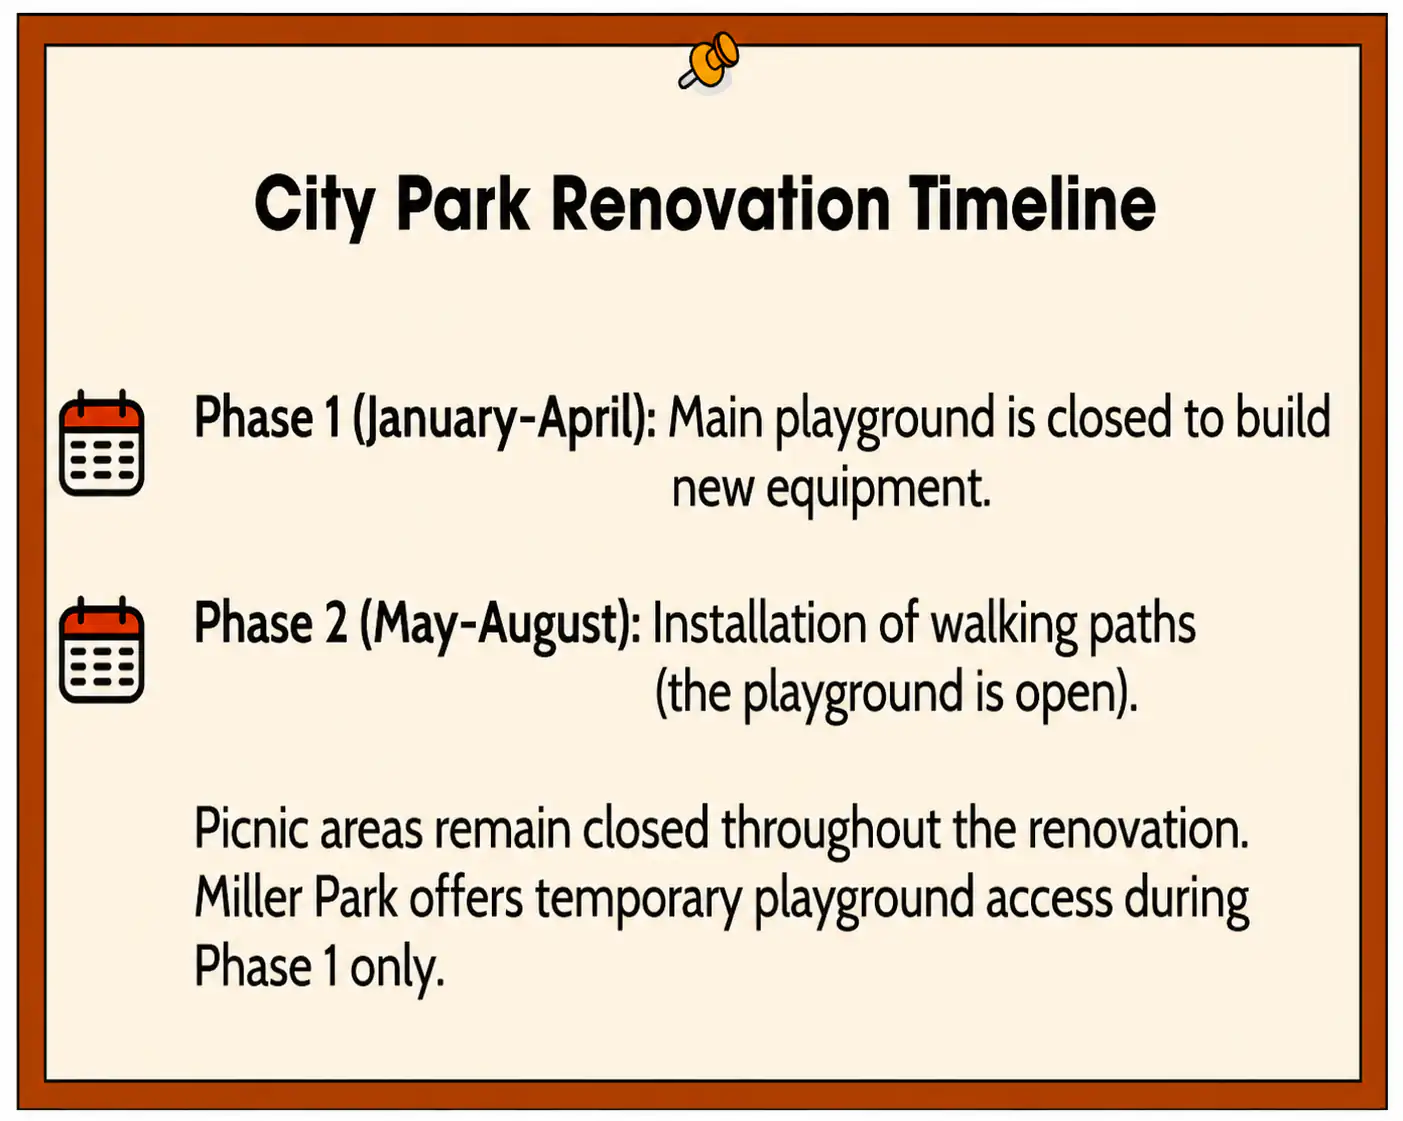 City Park Renovation Timeline
Phase 1 (January-April): Main playground is closed to build
new equipment.
Phase 2 (May-August): Installation of walking paths
(the playground is open).
Picnic areas remain closed throughout the renovation.
Miller Park offers temporary playground access during
Phase 1 only.